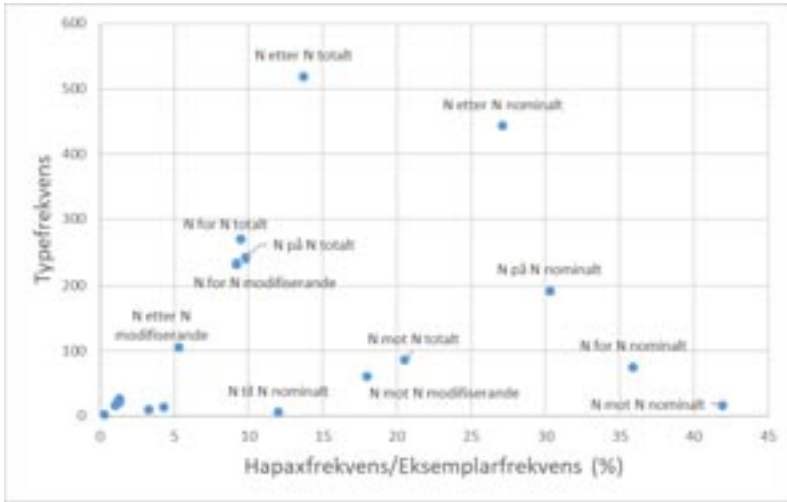 600
N etter N totalt
500
N etter N nominalt
400
Typefrekvens
300
N for N totalt
N på N totalt
N på N nominalt
200
N for N modifiserande
N etter N
modifiserande
N mot N totalt
N for N nominalt
100
N til N nominalt
N mot N modifiserande
N mot N nominalt
0
0 5 10 15 20 25 30 35 40 45
Hapaxfrekvens/Eksemplarfrekvens (%)